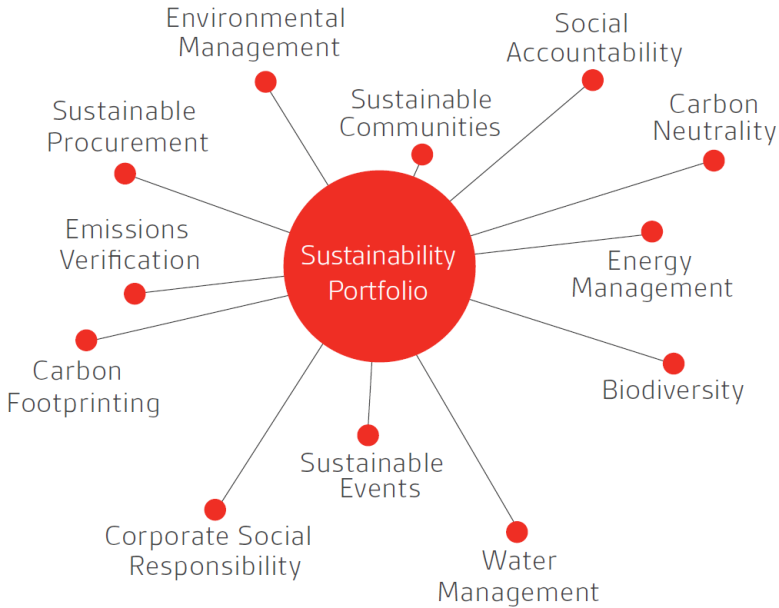 Environmental
Management
Social
Accountability
Sustainable
Communities
Carbon
Neutrality
Sustainable
Procurement
Emissions
Verification
Sustainability
Portfolio
Energy
Management
Carbon
Footprinting
Biodiversity
Sustainable
Events
Corporate Social
Responsibility
Water
Management